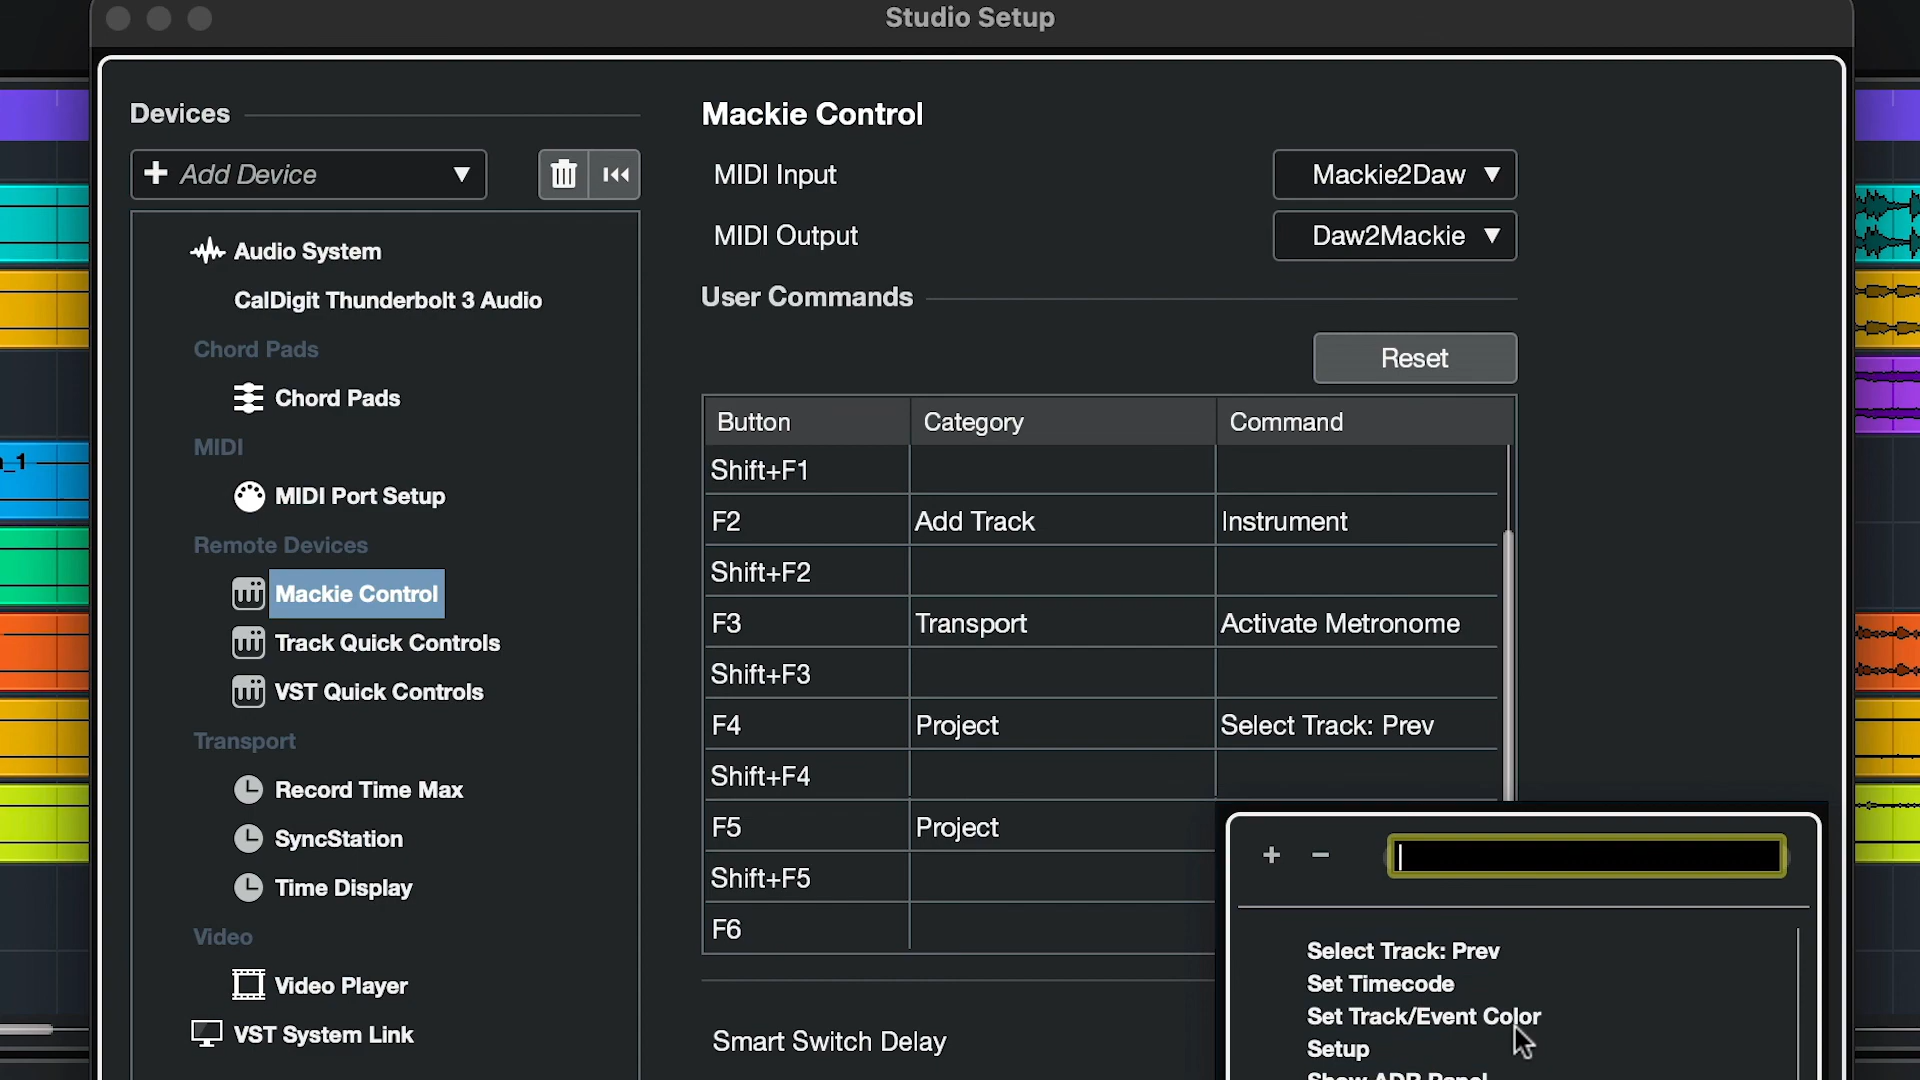 Studio Setup
Devices
Add Device
Audio System
CalDigit Thunderbolt 3 Audio
Chord Pads
Chord Pads
MIDI
MIDI Port Setup
Remote Devices
Mackie Control
Track Quick Controls
VST Quick Controls
Transport
Record Time Max
SyncStation
Time Display
Video
Video Player
VST System Link
Mackie Control
MIDI Input Mackie2Daw
MIDI Output Daw2Mackie
User Commands
Reset
Button Category Command
Shift+F1
F2 Add Track Instrument
Shift+F2
F3 Transport Activate Metronome
Shift+F3
F4 Project Select Track: Prev
Shift+F4
F5 Project
Shift+F5
F6
Smart Switch Delay
+ −
Select Track: Prev
Set Timecode
Set Track/Event Color
Setup
Show ADR Panel
_1